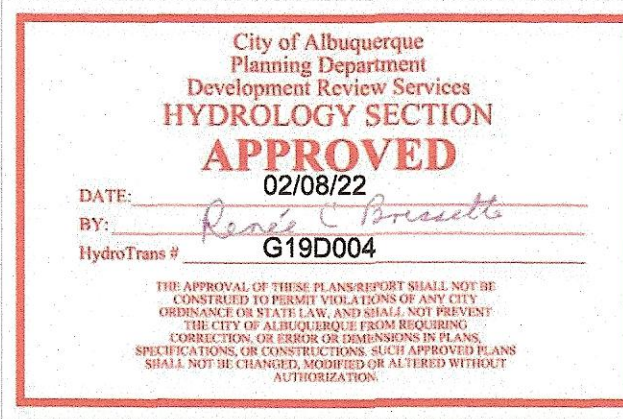 City of Albuquerque
Planning Department
Development Review Services
HYDROLOGY SECTION
APPROVED
DATE: 02/08/22
BY: Renée C Brissette
HydroTrans # G19D004
THE APPROVAL OF THESE PLANS/REPORT SHALL NOT BE
CONSTRUED TO PERMIT VIOLATIONS OF ANY CITY
ORDINANCE OR STATE LAW, AND SHALL NOT PREVENT
THE CITY OF ALBUQUERQUE FROM REQUIRING
CORRECTION, OR ERROR OR DIMENSIONS IN PLANS,
SPECIFICATIONS, OR CONSTRUCTIONS. SUCH APPROVED PLANS
SHALL NOT BE CHANGED, MODIFIED OR ALTERED WITHOUT
AUTHORIZATION.